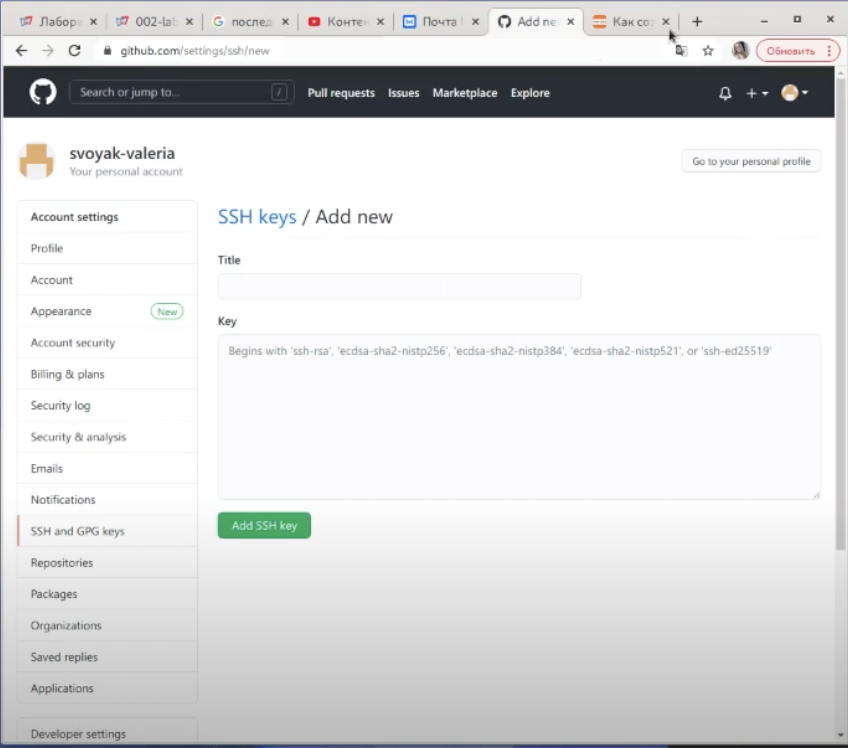 Лабор
002-lab
послед
Контен
Почта
Add ne
Как со
github.com/settings/ssh/new
Обновить
Search or jump to...
/
Pull requests
Issues
Marketplace
Explore
svoyak-valeria
Your personal account
Go to your personal profile
Account settings
Profile
Account
Appearance
New
Account security
Billing & plans
Security log
Security & analysis
Emails
Notifications
SSH and GPG keys
Repositories
Packages
Organizations
Saved replies
Applications
Developer settings
SSH keys / Add new
Title
Key
Begins with 'ssh-rsa', 'ecdsa-sha2-nistp256', 'ecdsa-sha2-nistp384', 'ecdsa-sha2-nistp521', or 'ssh-ed25519'
Add SSH key